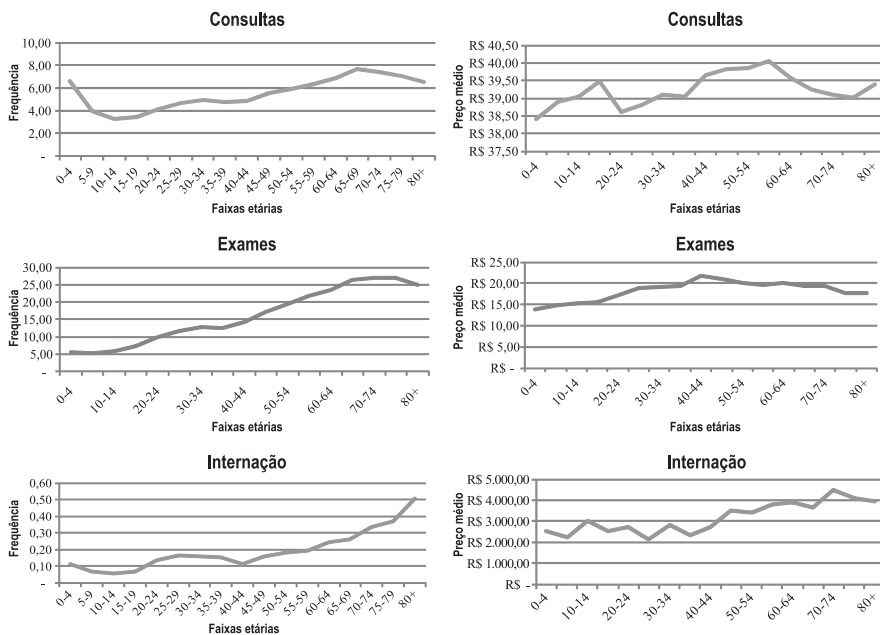 Consultas
Frequência
10,00
8,00
6,00
4,00
2,00
-
0-4
5-9
10-14
15-19
20-24
25-29
30-34
35-39
40-44
45-49
50-54
55-59
60-64
65-69
70-74
75-79
80+
Faixas etárias
Consultas
Preço médio
R$ 40,50
R$ 40,00
R$ 39,50
R$ 39,00
R$ 38,50
R$ 38,00
R$ 37,50
0-4
10-14
20-24
30-34
40-44
50-54
60-64
70-74
80+
Faixas etárias
Exames
Frequência
30,00
25,00
20,00
15,00
10,00
5,00
-
0-4
10-14
20-24
30-34
40-44
50-54
60-64
70-74
80+
Faixas etárias
Exames
Preço médio
R$ 25,00
R$ 20,00
R$ 15,00
R$ 10,00
R$ 5,00
R$ -
0-4
10-14
20-24
30-34
40-44
50-54
60-64
70-74
80+
Faixas etárias
Internação
Frequência
0,60
0,50
0,40
0,30
0,20
0,10
-
0-4
5-9
10-14
15-19
20-24
25-29
30-34
35-39
40-44
45-49
50-54
55-59
60-64
65-69
70-74
75-79
80+
Faixas etárias
Internação
Preço médio
R$ 5.000,00
R$ 4.000,00
R$ 3.000,00
R$ 2.000,00
R$ 1.000,00
R$ -
0-4
10-14
20-24
30-34
40-44
50-54
60-64
70-74
80+
Faixas etárias